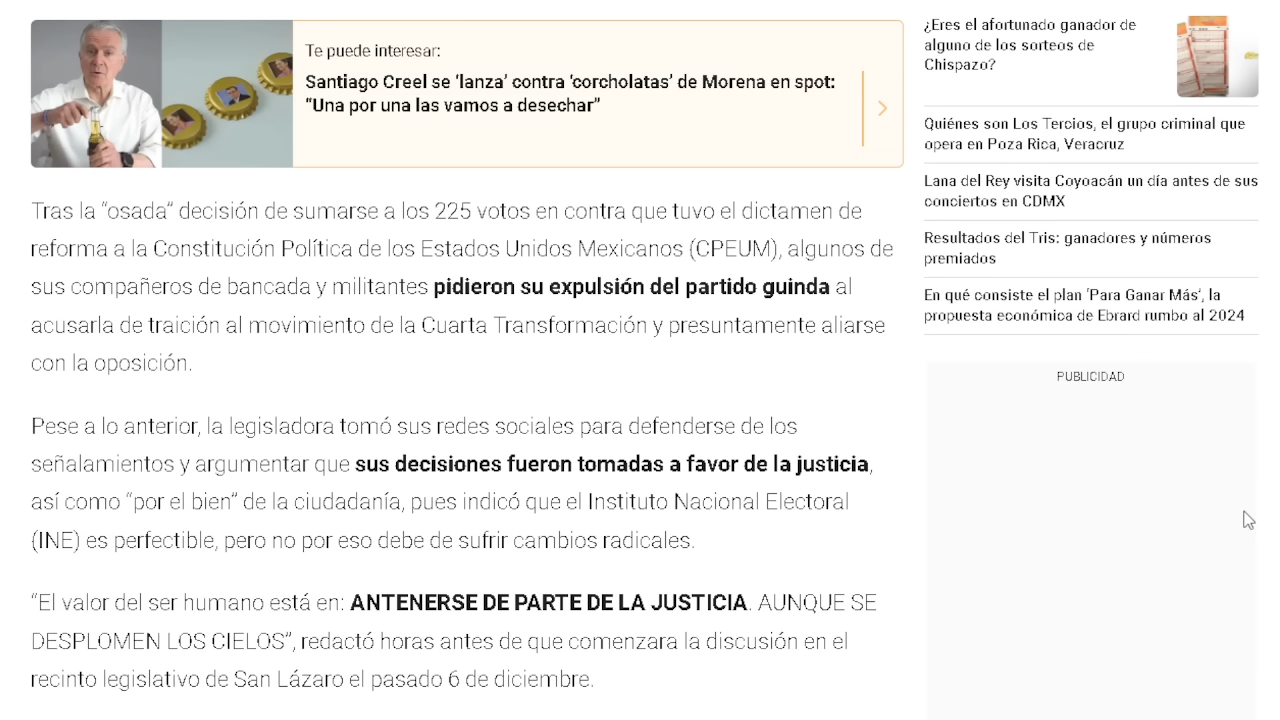 Te puede interesar:
Santiago Creel se ‘lanza’ contra ‘corcholatas’ de Morena en spot:
“Una por una las vamos a desechar”
Tras la “osada” decisión de sumarse a los 225 votos en contra que tuvo el dictamen de
reforma a la Constitución Política de los Estados Unidos Mexicanos (CPEUM), algunos de
sus compañeros de bancada y militantes pidieron su expulsión del partido guinda al
acusarla de traición al movimiento de la Cuarta Transformación y presuntamente aliarse
con la oposición.
Pese a lo anterior, la legisladora tomó sus redes sociales para defenderse de los
señalamientos y argumentar que sus decisiones fueron tomadas a favor de la justicia,
así como “por el bien” de la ciudadanía, pues indicó que el Instituto Nacional Electoral
(INE) es perfectible, pero no por eso debe de sufrir cambios radicales.
“El valor del ser humano está en: ANTENERSE DE PARTE DE LA JUSTICIA. AUNQUE SE
DESPLOMEN LOS CIELOS”, redactó horas antes de que comenzara la discusión en el
recinto legislativo de San Lázaro el pasado 6 de diciembre.
¿Eres el afortunado ganador de
alguno de los sorteos de
Chispazo?
Quiénes son Los Tercios, el grupo criminal que
opera en Poza Rica, Veracruz
Lana del Rey visita Coyoacán un día antes de sus
conciertos en CDMX
Resultados del Tris: ganadores y números
premiados
En qué consiste el plan ‘Para Ganar Más’, la
propuesta económica de Ebrard rumbo al 2024
PUBLICIDAD